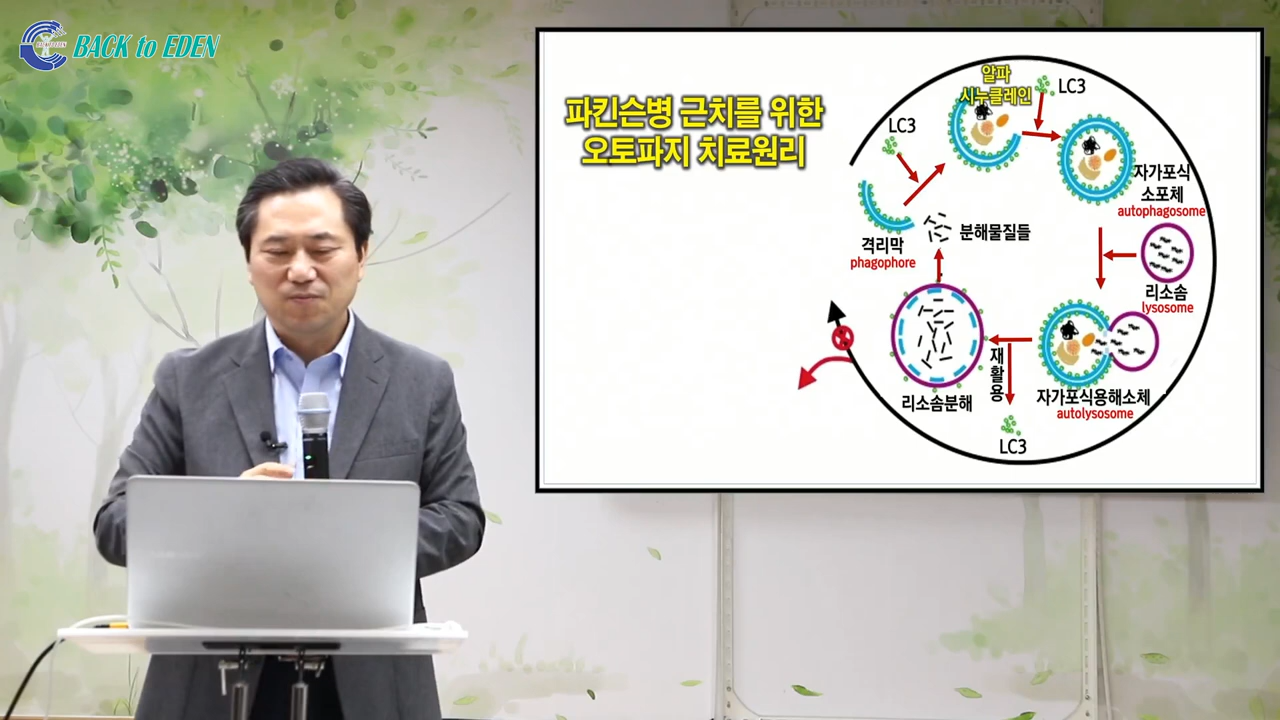 BACK to EDEN
파킨슨병 근치를 위한
오토파지 치료원리
알파
시누클레인
LC3
LC3
자가포식
소포체
autophagosome
격리막
phagophore
분해물질들
리소솜
lysosome
재활용
리소솜분해
자가포식용해소체
autolysosome
LC3